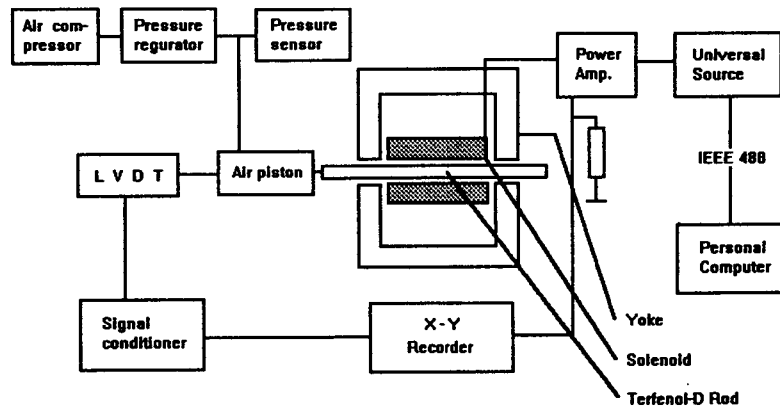 Air com-
pressor
Pressure
regurator
Pressure
sensor
Power
Amp.
Universal
Source
IEEE 488
L V D T
Air piston
Personal
Computer
Signal
conditioner
X - Y
Recorder
Yoke
Solenoid
Terfenol-D Rod